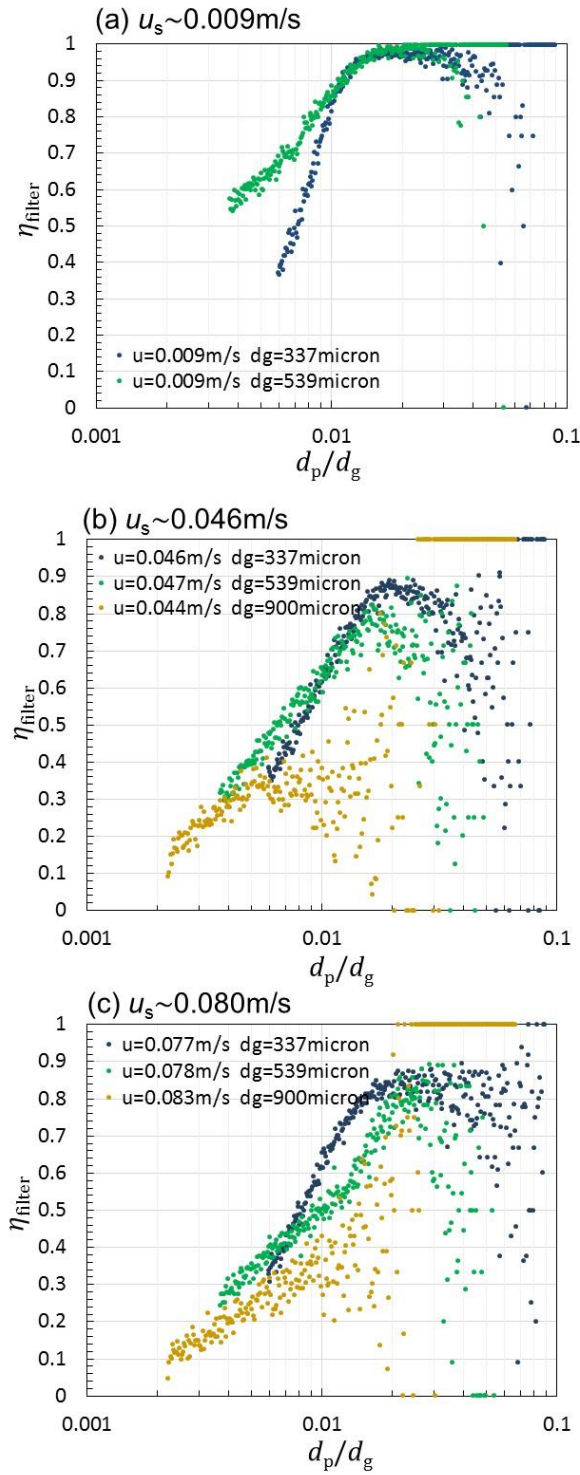 (a) uₛ~0.009m/s
1
0.9
0.8
0.7
0.6
0.5
0.4
0.3
0.2
0.1
0
ηfilter
u=0.009m/s dg=337micron
u=0.009m/s dg=539micron
0.001 0.01 0.1
dp/dg
(b) uₛ~0.046m/s
1
0.9
0.8
0.7
0.6
0.5
0.4
0.3
0.2
0.1
0
ηfilter
u=0.046m/s dg=337micron
u=0.047m/s dg=539micron
u=0.044m/s dg=900micron
0.001 0.01 0.1
dp/dg
(c) uₛ~0.080m/s
1
0.9
0.8
0.7
0.6
0.5
0.4
0.3
0.2
0.1
0
ηfilter
u=0.077m/s dg=337micron
u=0.078m/s dg=539micron
u=0.083m/s dg=900micron
0.001 0.01 0.1
dp/dg